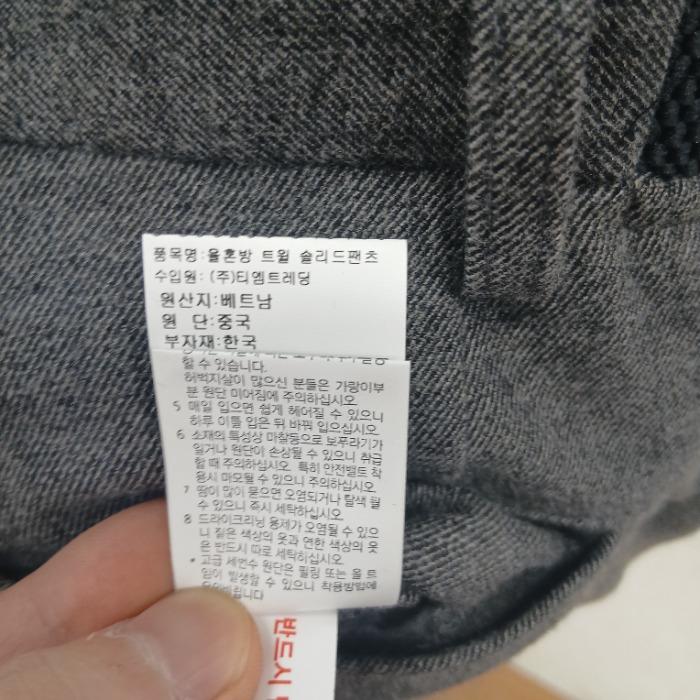 품목명:울혼방 트윌 솔리드팬츠
수입원: (주)티엠트레딩
원산지:베트남
원 단:중국
부자재:한국
할 수 있습니다.
허벅지살이 많으신 분들은 가랑이부
분 원단 미어짐에 주의하십시오.
5 매일 입으면 쉽게 헤어질 수 있으니
하루 이틀 입은 뒤 바꿔 입으십시오.
6 소재의 특성상 마찰등으로 보푸라기가
일거나 원단이 손상될 수 있으니 취급
할 때 주의하십시오. 특히 안전밸트 착
용시 마모될 수 있으니 주의하십시오.
7 땀이 많이 묻으면 오염되거나 탈색 될
수 있으니 즉시 세탁하십시오.
8 드라이크리닝 용제가 오염될 수 있으
니 짙은 색상의 옷과 연한 색상의 옷
은 반드시 따로 세탁하십시오.
* 고급 세번수 원단은 필링 또는 올 트
임이 발생할 수 있으니 착용방법에
반드시